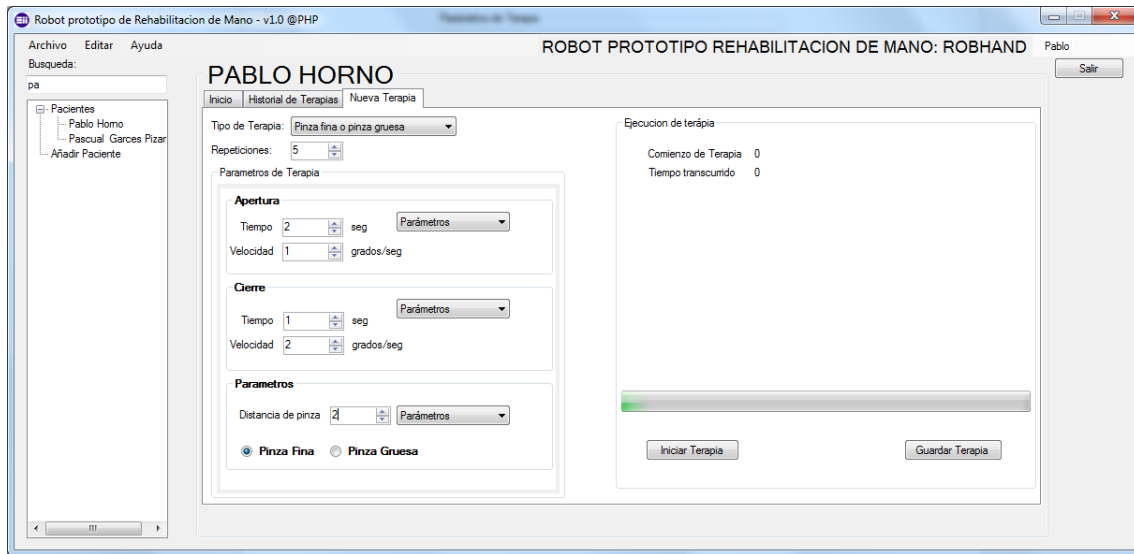 Robot prototipo de Rehabilitacion de Mano - v1.0 @PHP
Archivo Editar Ayuda
ROBOT PROTOTIPO REHABILITACION DE MANO: ROBHAND
Pablo
Salir
Busqueda:
pa
Pacientes
Pablo Horno
Pascual Garces Pizar
Añadir Paciente
PABLO HORNO
Inicio Historial de Terapias Nueva Terapia
Tipo de Terapia: Pinza fina o pinza gruesa
Repeticiones: 5
Parametros de Terapia
Apertura
Tiempo 2 seg Parámetros
Velocidad 1 grados/seg
Cierre
Parámetros
Tiempo 1 seg
Velocidad 2 grados/seg
Parametros
Distancia de pinza 2 Parámetros
Pinza Fina Pinza Gruesa
Ejecucion de terápia
Comienzo de Terapia 0
Tiempo transcurrido 0
Iniciar Terapia Guardar Terapia